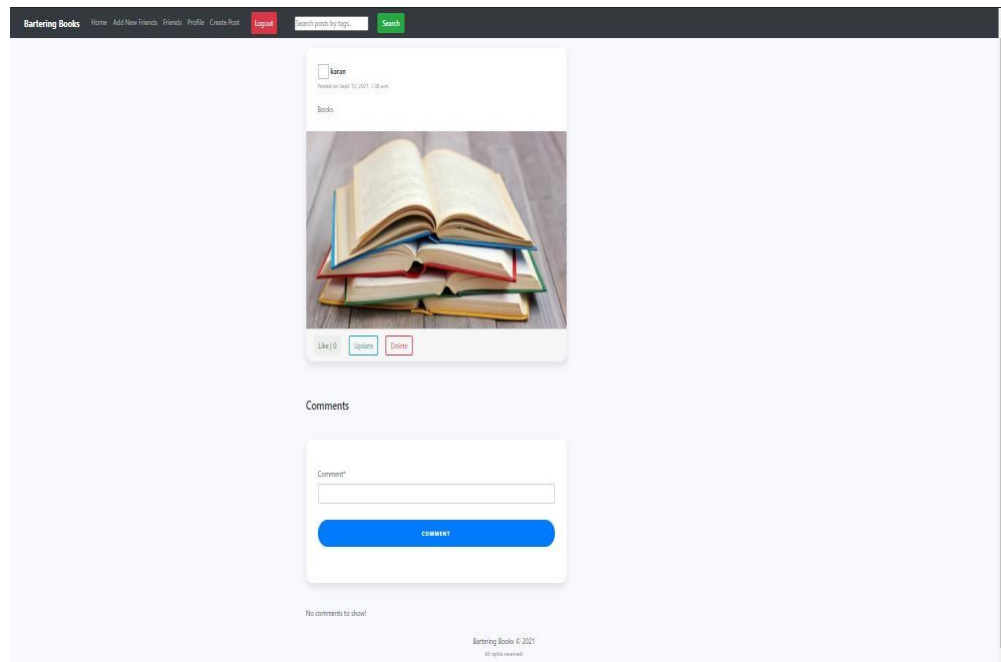 Bartering Books Home Add New Friends Friends Profile Create Post Logout Search posts by tags.. Search
karan
Posted on Sept. 12, 2021,
Books
Like | 0 Update Delete
Comments
Comment*
COMMENT
No comments to show!
Bartering Books © 2021
All rights reserved!